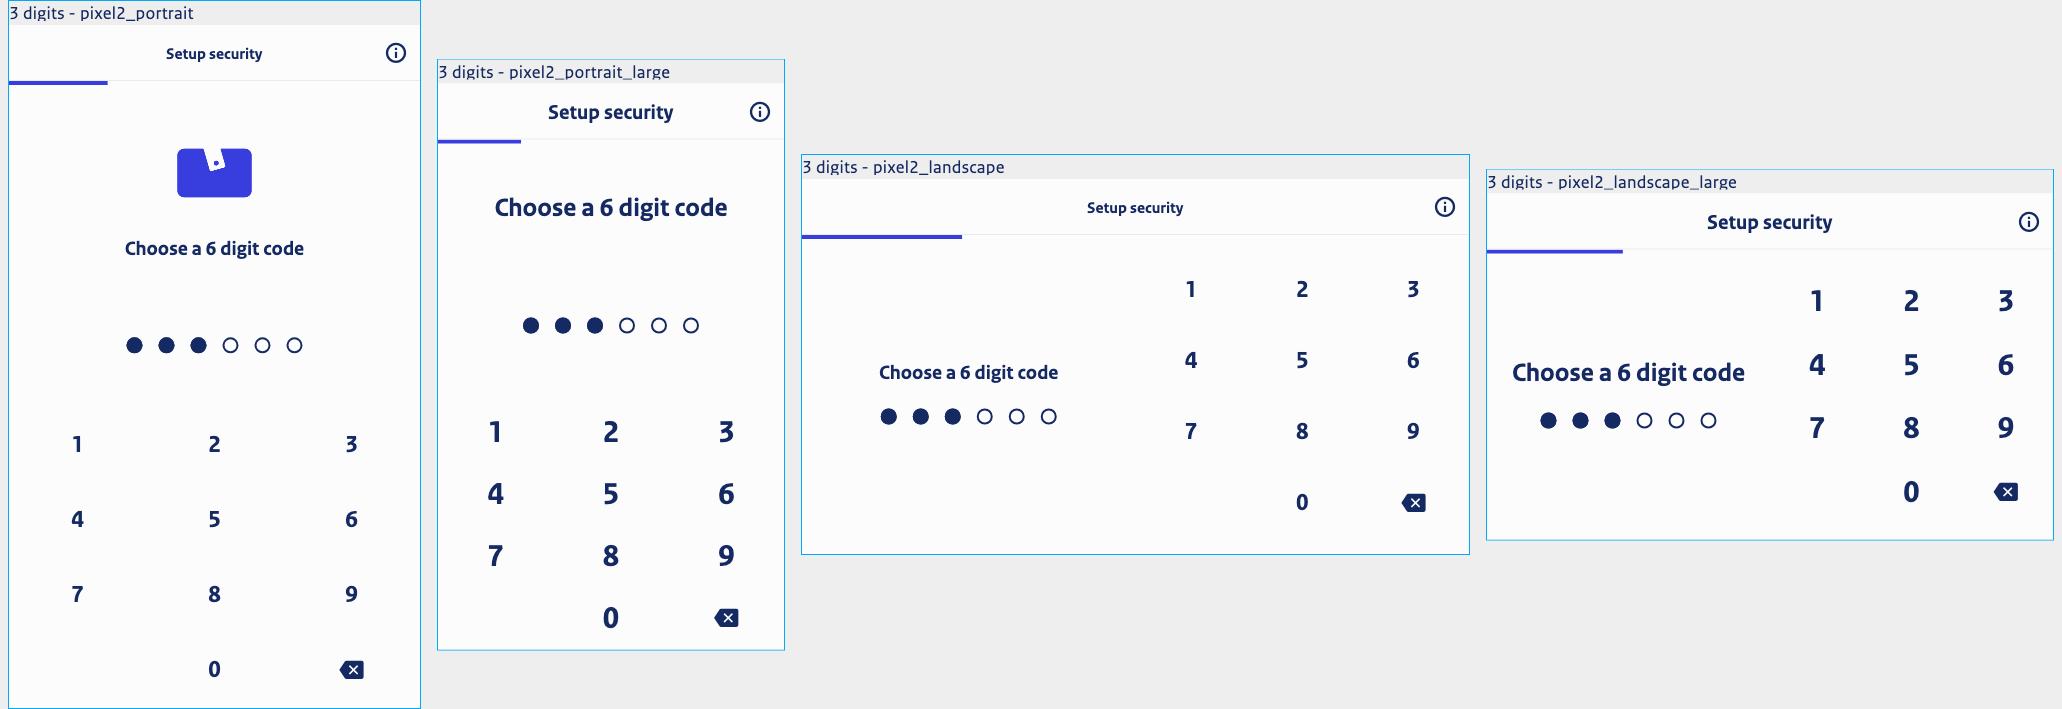 3 digits - pixel2_portrait
Setup security
Choose a 6 digit code
1 2 3
4 5 6
7 8 9
0
3 digits - pixel2_portrait_large
Setup security
Choose a 6 digit code
1 2 3
4 5 6
7 8 9
0
3 digits - pixel2_landscape
Setup security
1 2 3
4 5 6
Choose a 6 digit code
7 8 9
0
3 digits - pixel2_landscape_large
Setup security
1 2 3
4 5 6
Choose a 6 digit code
7 8 9
0